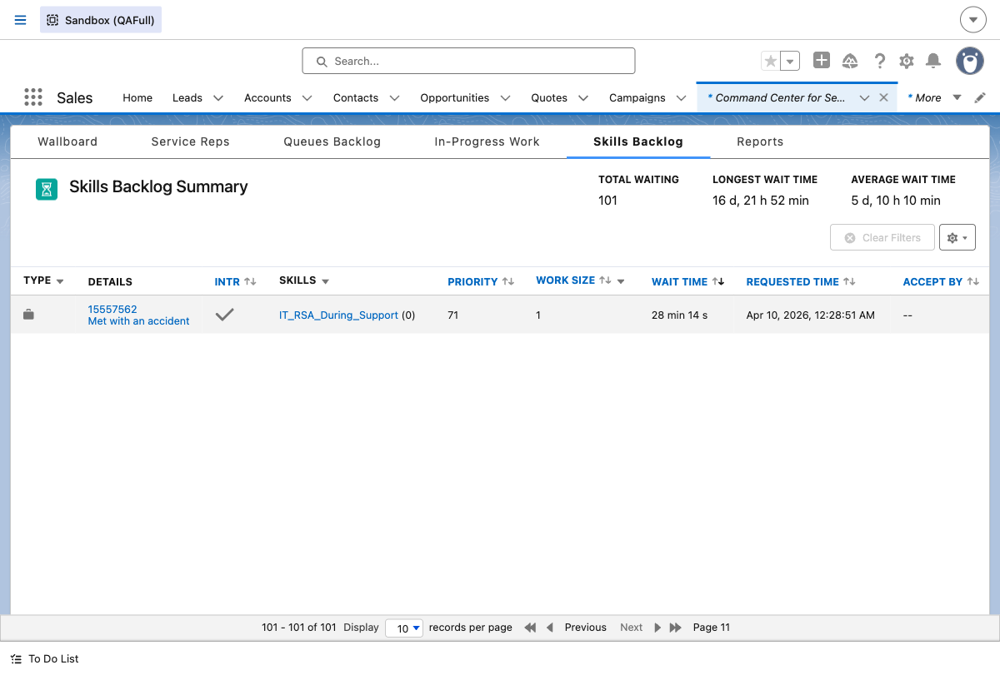 Sandbox (QAFull)
Search...
Sales
Home
Leads
Accounts
Contacts
Opportunities
Quotes
Campaigns
* Command Center for Se...
* More
Wallboard
Service Reps
Queues Backlog
In-Progress Work
Skills Backlog
Reports
Skills Backlog Summary
TOTAL WAITING
LONGEST WAIT TIME
AVERAGE WAIT TIME
101
16 d, 21 h 52 min
5 d, 10 h 10 min
Clear Filters
TYPE
DETAILS
INTR
SKILLS
PRIORITY
WORK SIZE
WAIT TIME
REQUESTED TIME
ACCEPT BY
15557562
Met with an accident
IT_RSA_During_Support (0)
71
1
28 min 14 s
Apr 10, 2026, 12:28:51 AM
--
101 - 101 of 101
Display
10
records per page
Previous
Next
Page 11
To Do List